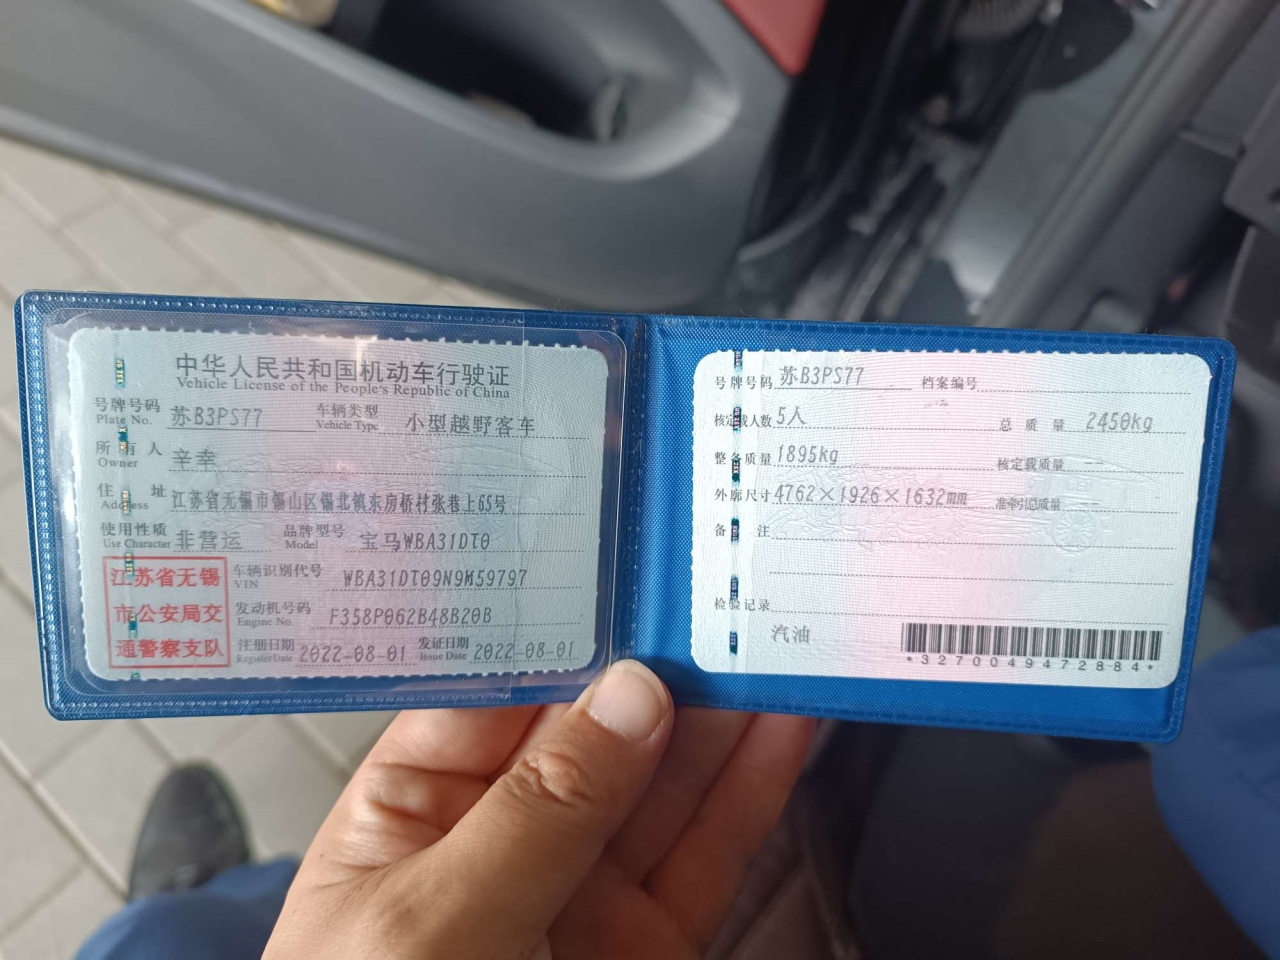 中华人民共和国机动车行驶证
Vehicle License of the People's Republic of China
号牌号码 苏B3PS77 车辆类型 小型越野客车
Plate No. Vehicle Type
所有人 辛幸
Owner
住址 江苏省无锡市锡山区锡北镇东房桥村张巷上65号
Address
使用性质 非营运 品牌型号 宝马WBA31DT0
Use Character Model
江苏省无锡
市公安局交
通警察支队
车辆识别代号 WBA31DT09N9M59797
VIN
发动机号码 F358P062B48B20B
Engine No.
注册日期 2022-08-01 发证日期 2022-08-01
Register Date Issue Date
号牌号码 苏B3PS77 档案编号
核定载人数 5人 总质量 2450kg
整备质量 1895kg 核定载质量 --
外廓尺寸 4762×1926×1632mm 准牵引总质量 --
备注
检验记录
汽油
*3270049472884*